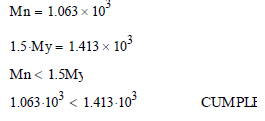 Mn = 1.063 × 10³
1.5·My = 1.413 × 10³
Mn < 1.5My
1.063·10³ < 1.413·10³ CUMPLE